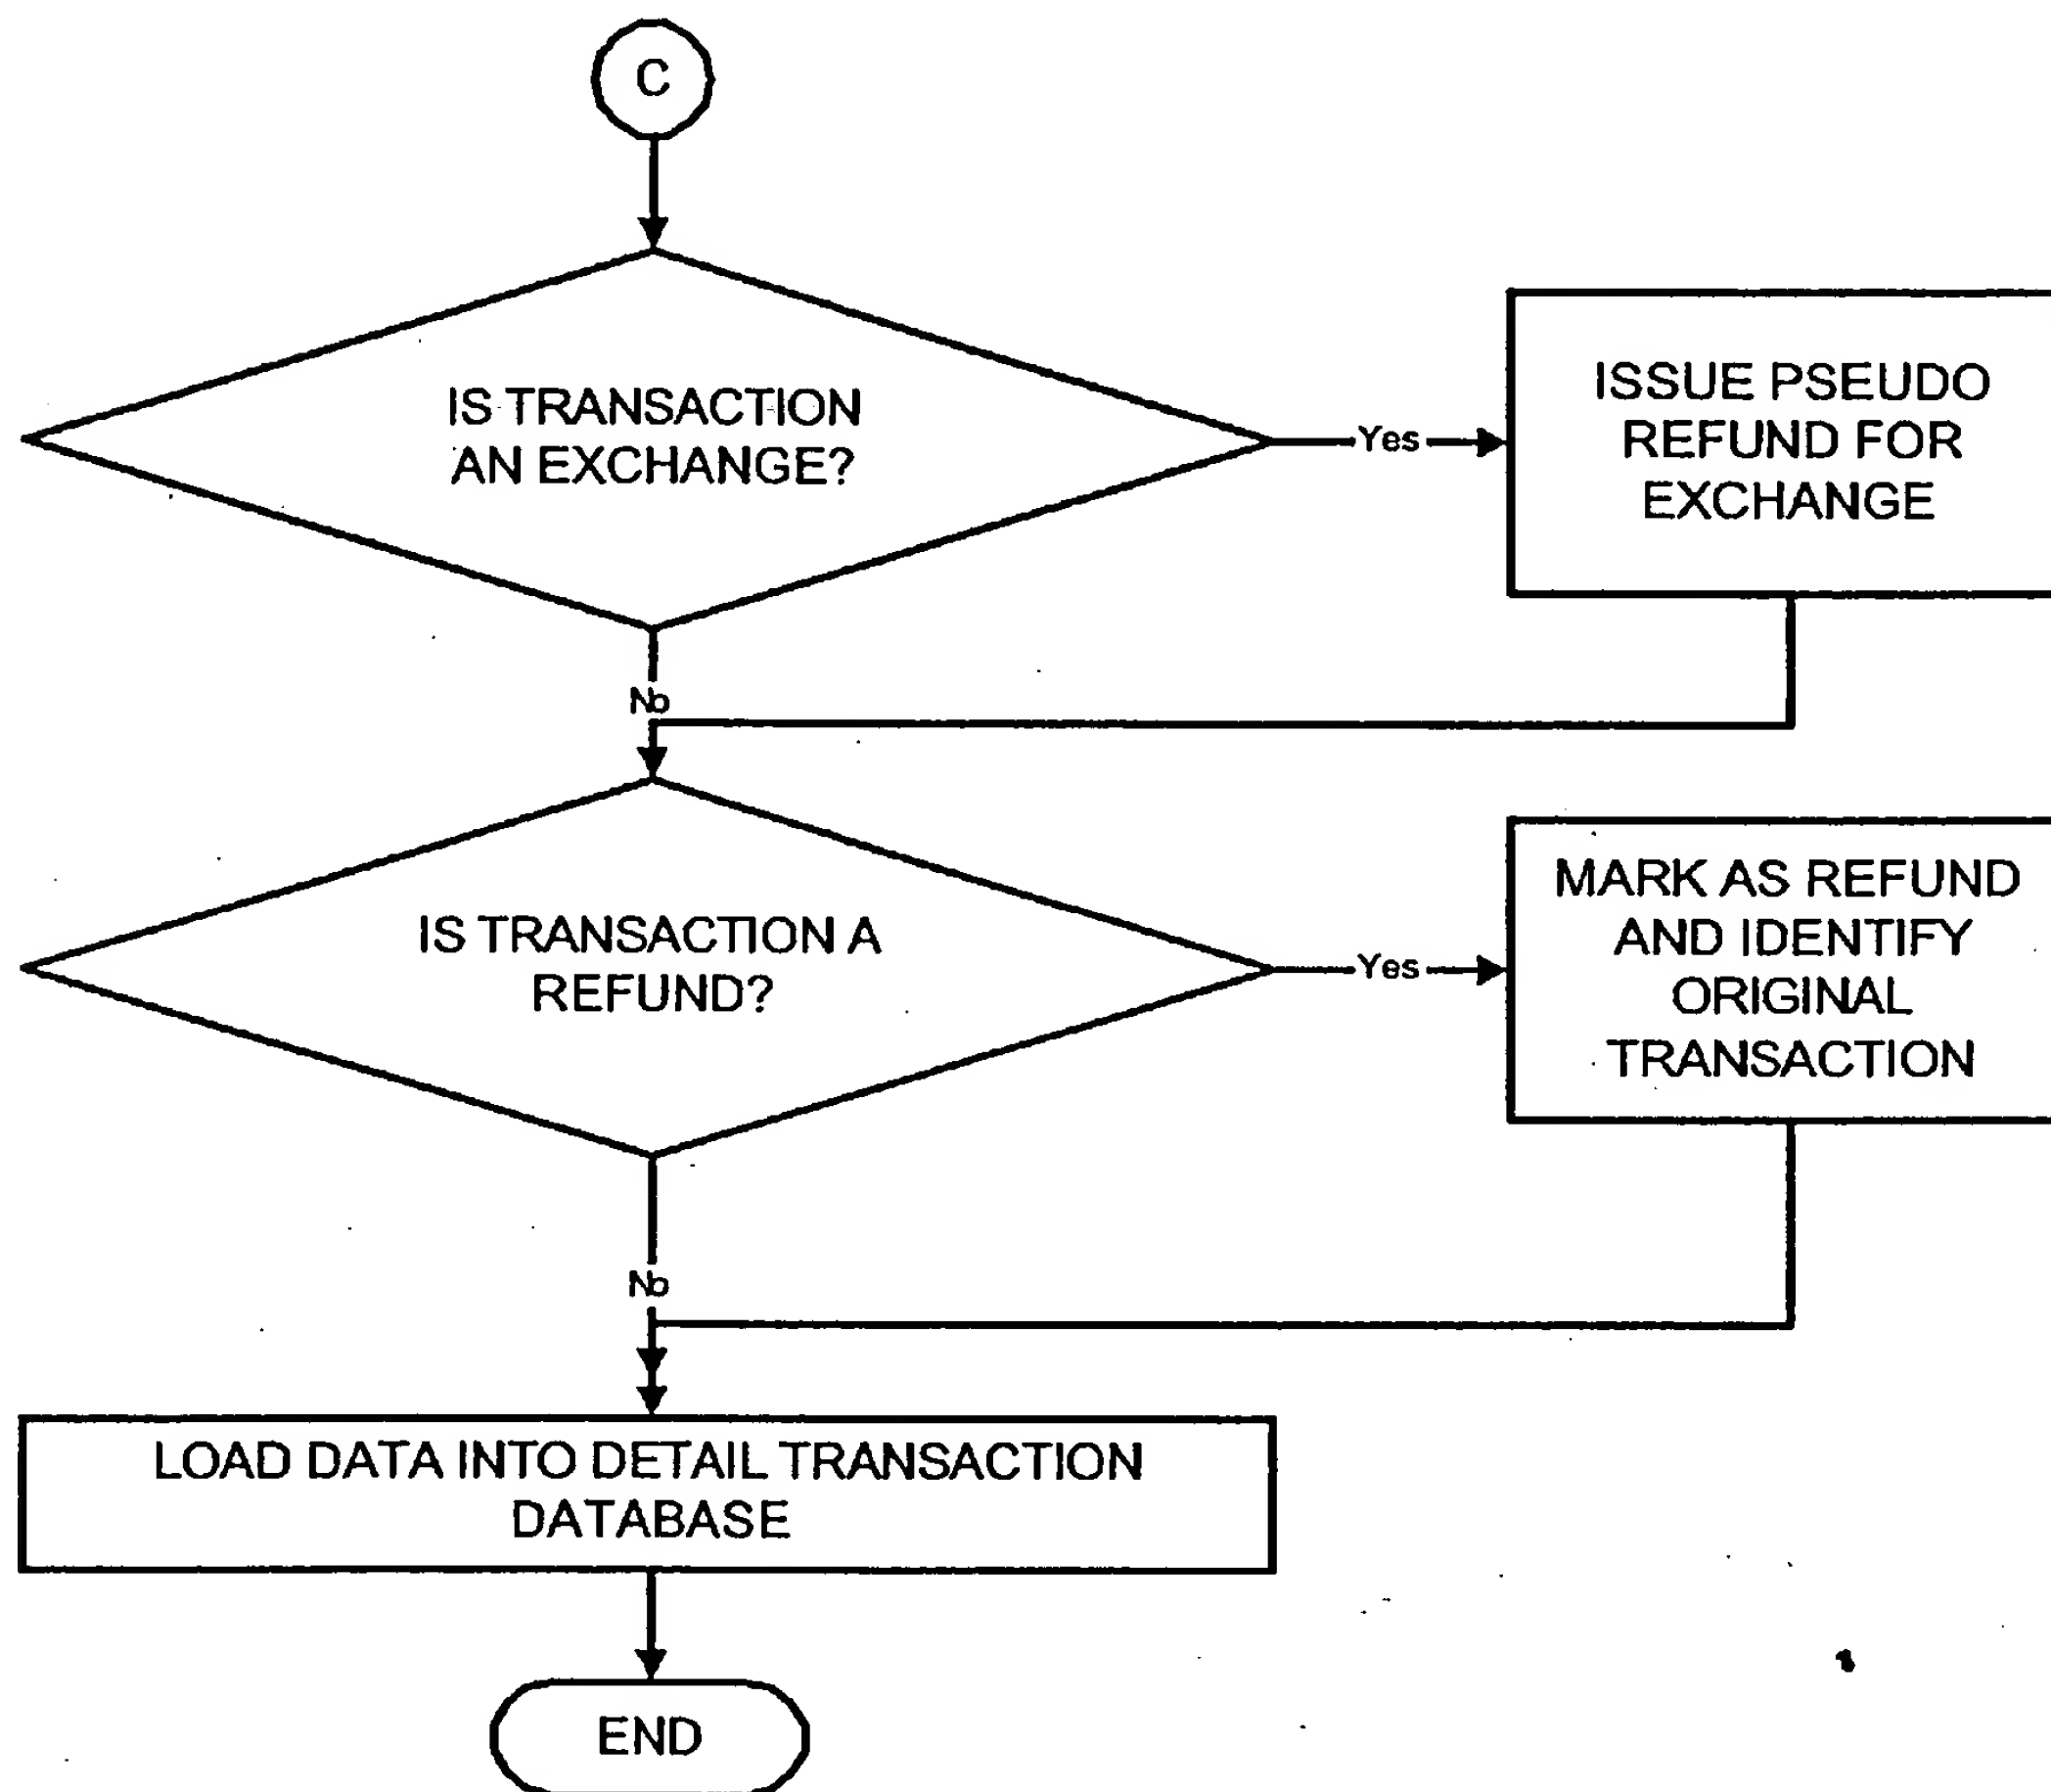 C
IS TRANSACTION
AN EXCHANGE?
Yes
ISSUE PSEUDO
REFUND FOR
EXCHANGE
No
IS TRANSACTION A
REFUND?
Yes
MARK AS REFUND
AND IDENTIFY
ORIGINAL
TRANSACTION
No
LOAD DATA INTO DETAIL TRANSACTION
DATABASE
END